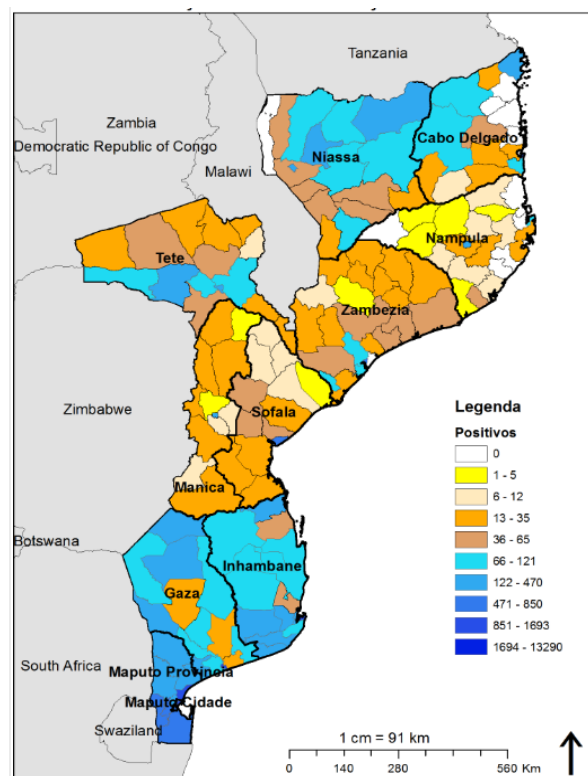 Tanzania
Zambia
Democratic Republic of Congo
Malawi
Cabo Delgado
Niassa
Nampula
Tete
Zambezia
Zimbabwe
Sofala
Manica
Botswana
Inhambane
Gaza
South Africa
Maputo Provincia
Maputo Cidade
Swaziland
Legenda
Positivos
0
1 - 5
6 - 12
13 - 35
36 - 65
66 - 121
122 - 470
471 - 850
851 - 1693
1694 - 13290
1 cm = 91 km
0 140 280 560 Km